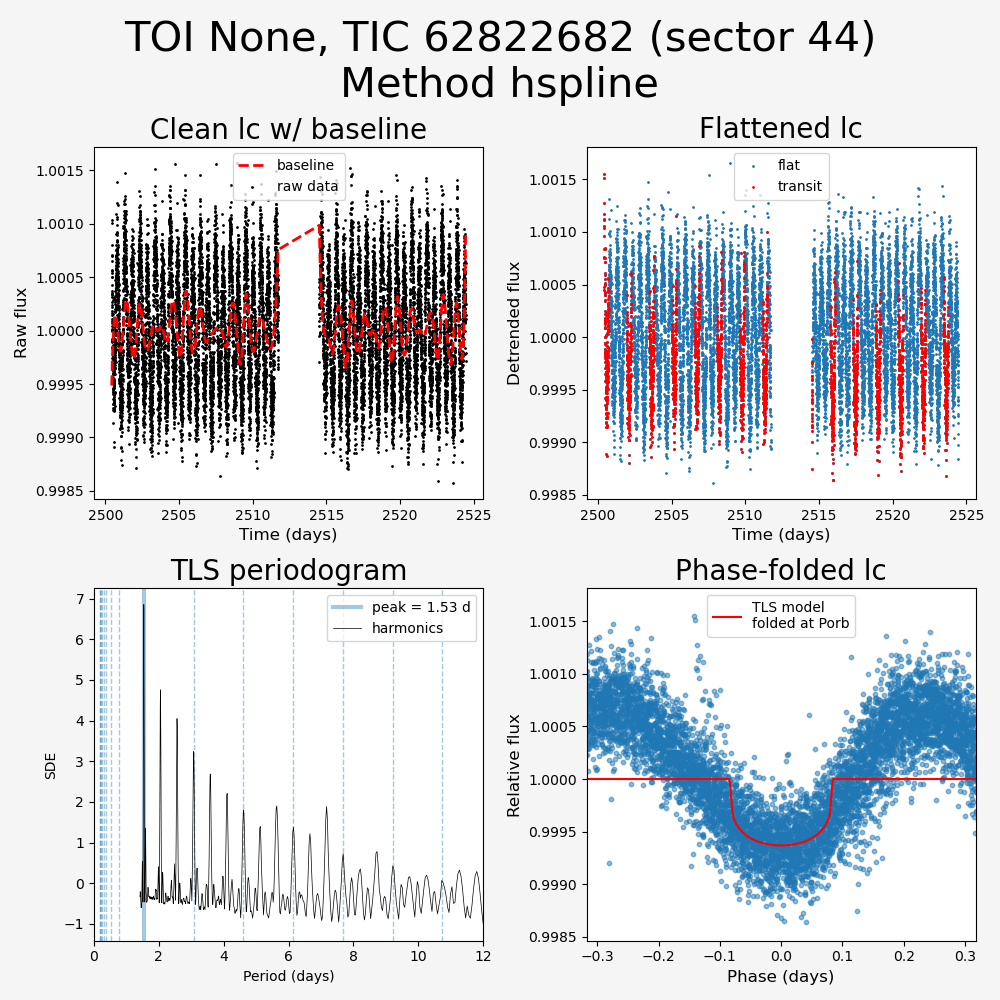 TOI None, TIC 62822682 (sector 44)
Method hspline
Clean lc w/ baseline
baseline
raw data
1.0015
1.0010
1.0005
1.0000
0.9995
0.9990
0.9985
Raw flux
2500
2505
2510
2515
2520
2525
Time (days)
Flattened lc
flat
transit
1.0015
1.0010
1.0005
1.0000
0.9995
0.9990
0.9985
Detrended flux
2500
2505
2510
2515
2520
2525
Time (days)
TLS periodogram
peak = 1.53 d
harmonics
7
6
5
4
3
2
1
0
−1
SDE
0
2
4
6
8
10
12
Period (days)
Phase-folded lc
TLS model
folded at Porb
1.0015
1.0010
1.0005
1.0000
0.9995
0.9990
0.9985
Relative flux
−0.3
−0.2
−0.1
0.0
0.1
0.2
0.3
Phase (days)